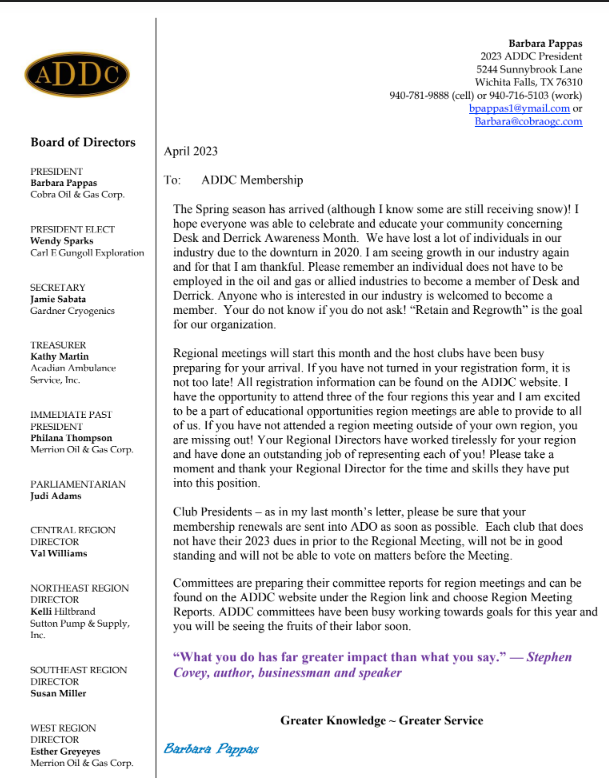 ADDC
Barbara Pappas
2023 ADDC President
5244 Sunnybrook Lane
Wichita Falls, TX 76310
940-781-9888 (cell) or 940-716-5103 (work)
bpappas1@ymail.com or
Barbara@cobraogc.com
Board of Directors
PRESIDENT
Barbara Pappas
Cobra Oil & Gas Corp.
PRESIDENT ELECT
Wendy Sparks
Carl E Gungoll Exploration
SECRETARY
Jamie Sabata
Gardner Cryogenics
TREASURER
Kathy Martin
Acadian Ambulance
Service, Inc.
IMMEDIATE PAST
PRESIDENT
Philana Thompson
Merrion Oil & Gas Corp.
PARLIAMENTARIAN
Judi Adams
CENTRAL REGION
DIRECTOR
Val Williams
NORTHEAST REGION
DIRECTOR
Kelli Hiltbrand
Sutton Pump & Supply,
Inc.
SOUTHEAST REGION
DIRECTOR
Susan Miller
WEST REGION
DIRECTOR
Esther Greyeyes
Merrion Oil & Gas Corp.
April 2023
To: ADDC Membership
The Spring season has arrived (although I know some are still receiving snow)! I
hope everyone was able to celebrate and educate your community concerning
Desk and Derrick Awareness Month. We have lost a lot of individuals in our
industry due to the downturn in 2020. I am seeing growth in our industry again
and for that I am thankful. Please remember an individual does not have to be
employed in the oil and gas or allied industries to become a member of Desk and
Derrick. Anyone who is interested in our industry is welcomed to become a
member. Your do not know if you do not ask! “Retain and Regrowth” is the goal
for our organization.
Regional meetings will start this month and the host clubs have been busy
preparing for your arrival. If you have not turned in your registration form, it is
not too late! All registration information can be found on the ADDC website. I
have the opportunity to attend three of the four regions this year and I am excited
to be a part of educational opportunities region meetings are able to provide to all
of us. If you have not attended a region meeting outside of your own region, you
are missing out! Your Regional Directors have worked tirelessly for your region
and have done an outstanding job of representing each of you! Please take a
moment and thank your Regional Director for the time and skills they have put
into this position.
Club Presidents – as in my last month’s letter, please be sure that your
membership renewals are sent into ADO as soon as possible. Each club that does
not have their 2023 dues in prior to the Regional Meeting, will not be in good
standing and will not be able to vote on matters before the Meeting.
Committees are preparing their committee reports for region meetings and can be
found on the ADDC website under the Region link and choose Region Meeting
Reports. ADDC committees have been busy working towards goals for this year and
you will be seeing the fruits of their labor soon.
“What you do has far greater impact than what you say.” — Stephen
Covey, author, businessman and speaker
Greater Knowledge ~ Greater Service
Barbara Pappas